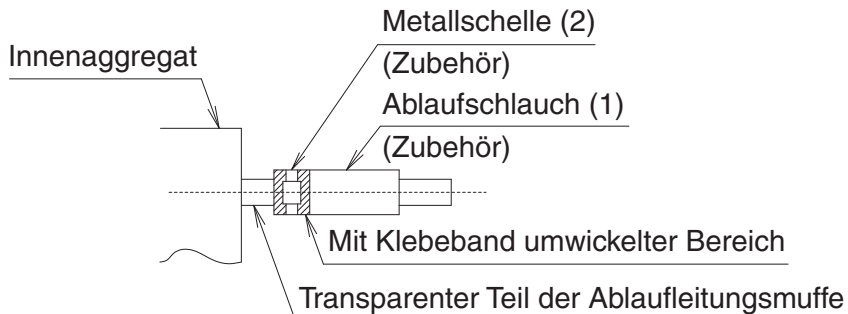 Metallschelle (2)
(Zubehör)
Innenaggregat
Ablaufschlauch (1)
(Zubehör)
Mit Klebeband umwickelter Bereich
Transparenter Teil der Ablaufleitungsmuffe